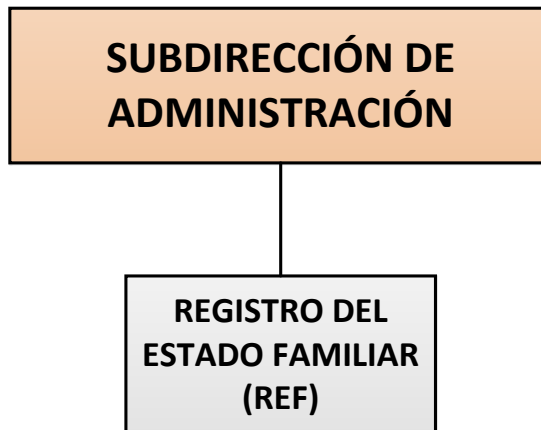 SUBDIRECCIÓN DE
ADMINISTRACIÓN
REGISTRO DEL
ESTADO FAMILIAR
(REF)